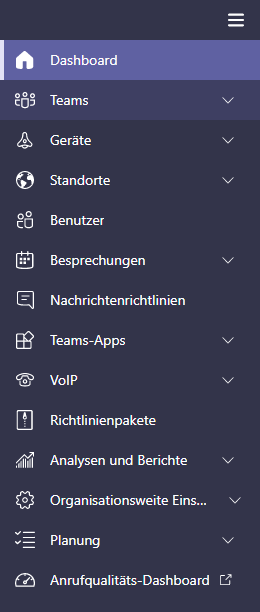 Dashboard
Teams
Geräte
Standorte
Benutzer
Besprechungen
Nachrichtenrichtlinien
Teams-Apps
VoIP
Richtlinienpakete
Analysen und Berichte
Organisationsweite Eins...
Planung
Anrufqualitäts-Dashboard